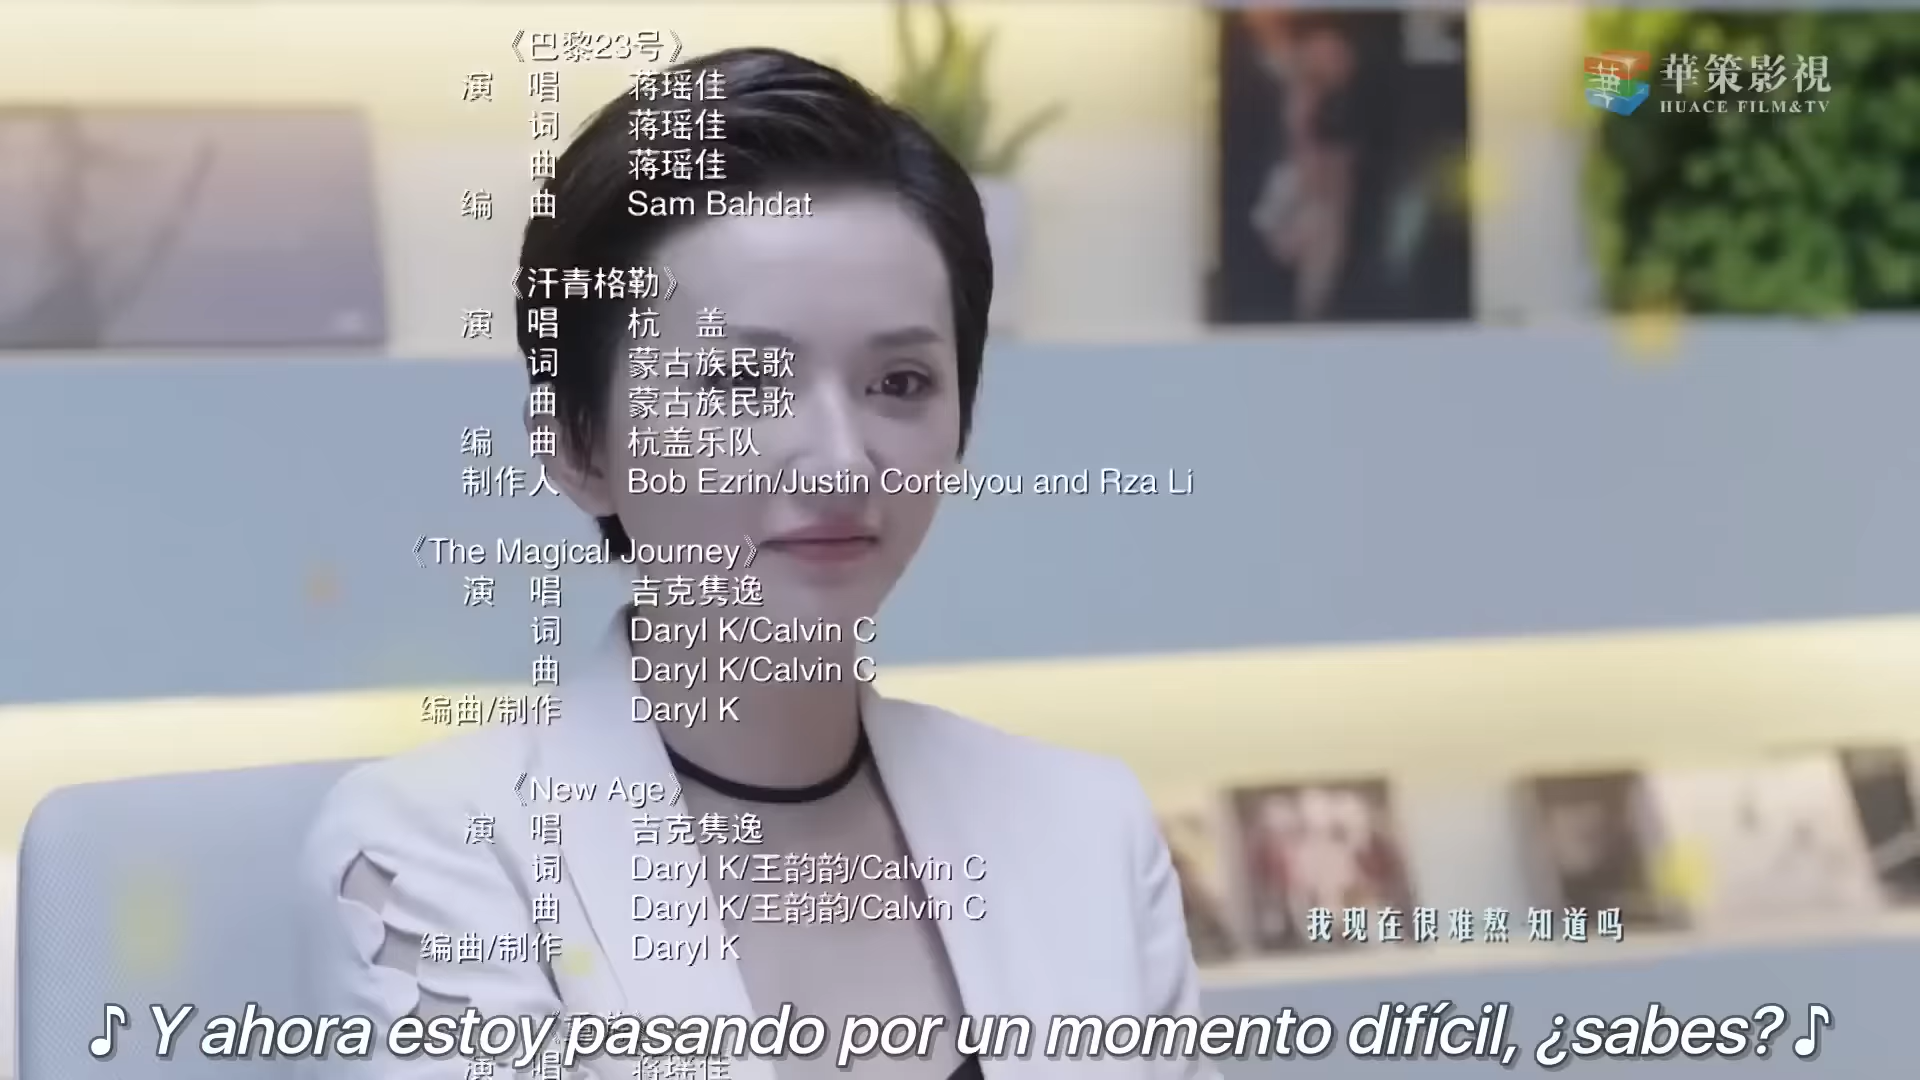 《巴黎23号》
演 唱 蒋瑶佳
词 蒋瑶佳
曲 蒋瑶佳
编 曲 Sam Bahdat
華策影視
HUACE FILM&TV
《汗青格勒》
演 唱 杭 盖
词 蒙古族民歌
曲 蒙古族民歌
编 曲 杭盖乐队
制作人 Bob Ezrin/Justin Cortelyou and Rza Li
《The Magical Journey》
演 唱 吉克隽逸
词 Daryl K/Calvin C
曲 Daryl K/Calvin C
编曲/制作 Daryl K
《New Age》
演 唱 吉克隽逸
词 Daryl K/王韵韵/Calvin C
曲 Daryl K/王韵韵/Calvin C
编曲/制作 Daryl K
我现在很难熬 知道吗
♪ Y ahora estoy pasando por un momento difícil, ¿sabes? ♪
演 唱 蒋瑶佳